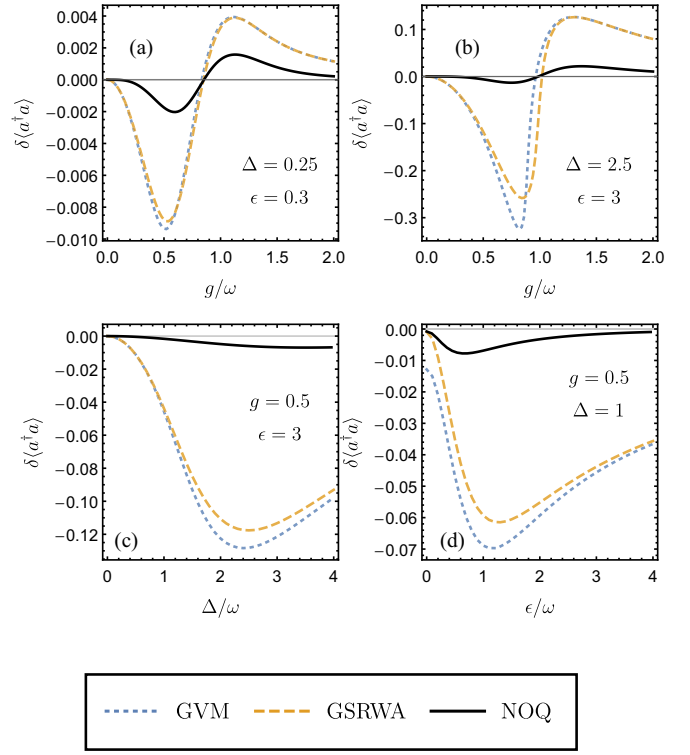 (a)
δ⟨a†a⟩
0.004
0.002
0.000
−0.002
−0.004
−0.006
−0.008
−0.010
Δ = 0.25
ϵ = 0.3
0.0 0.5 1.0 1.5 2.0
g/ω
(b)
δ⟨a†a⟩
0.1
0.0
−0.1
−0.2
−0.3
Δ = 2.5
ϵ = 3
0.0 0.5 1.0 1.5 2.0
g/ω
δ⟨a†a⟩
0.00
−0.02
−0.04
−0.06
−0.08
−0.10
−0.12
g = 0.5
ϵ = 3
(c)
0 1 2 3 4
Δ/ω
δ⟨a†a⟩
0.00
−0.01
−0.02
−0.03
−0.04
−0.05
−0.06
−0.07
g = 0.5
Δ = 1
(d)
0 1 2 3 4
ϵ/ω
GVM GSRWA NOQ